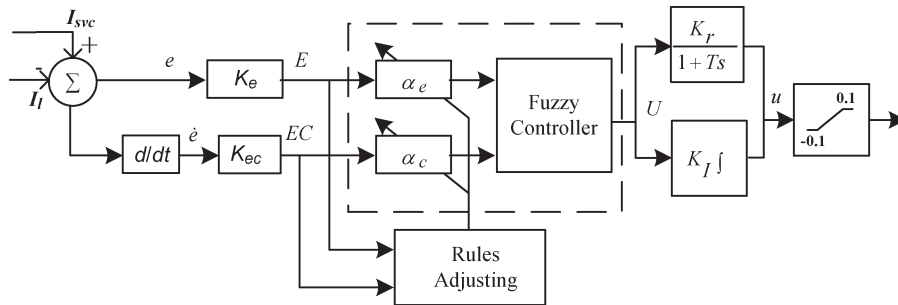 I_svc
+
-
I_l
Σ
e
K_e
E
α_e
Fuzzy
Controller
U
K_r
1 + Ts
u
0.1
-0.1
d/dt
ė
K_ec
EC
α_c
K_I ∫
Rules
Adjusting